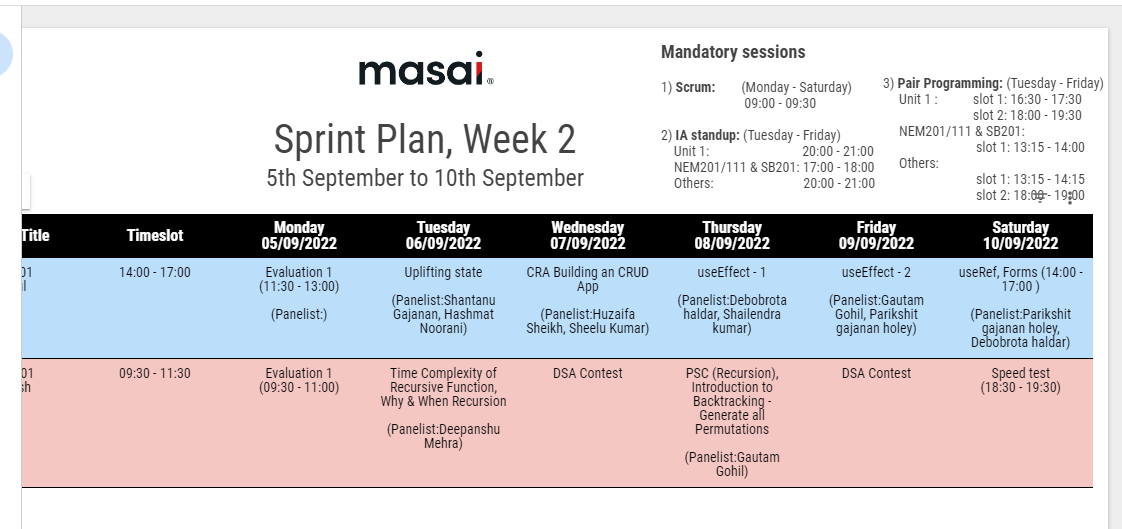 masai.
Sprint Plan, Week 2
5th September to 10th September
Mandatory sessions
1) Scrum: (Monday - Saturday)
09:00 - 09:30
2) IA standup: (Tuesday - Friday)
Unit 1: 20:00 - 21:00
NEM201/111 & SB201: 17:00 - 18:00
Others: 20:00 - 21:00
3) Pair Programming: (Tuesday - Friday)
Unit 1 : slot 1: 16:30 - 17:30
slot 2: 18:00 - 19:30
NEM201/111 & SB201:
slot 1: 13:15 - 14:00
Others:
slot 1: 13:15 - 14:15
slot 2: 18:00 - 19:00
Title
Timeslot
Monday
05/09/2022
Tuesday
06/09/2022
Wednesday
07/09/2022
Thursday
08/09/2022
Friday
09/09/2022
Saturday
10/09/2022
01
14:00 - 17:00
Evaluation 1
(11:30 - 13:00)
(Panelist:)
Uplifting state
(Panelist:Shantanu
Gajanan, Hashmat
Noorani)
CRA Building an CRUD
App
(Panelist:Huzaifa
Sheikh, Sheelu Kumar)
useEffect - 1
(Panelist:Debobrota
haldar, Shailendra
kumar)
useEffect - 2
(Panelist:Gautam
Gohil, Parikshit
gajanan holey)
useRef, Forms (14:00 -
17:00 )
(Panelist:Parikshit
gajanan holey,
Debobrota haldar)
01
09:30 - 11:30
Evaluation 1
(09:30 - 11:00)
Time Complexity of
Recursive Function,
Why & When Recursion
(Panelist:Deepanshu
Mehra)
DSA Contest
PSC (Recursion),
Introduction to
Backtracking -
Generate all
Permutations
(Panelist:Gautam
Gohil)
DSA Contest
Speed test
(18:30 - 19:30)